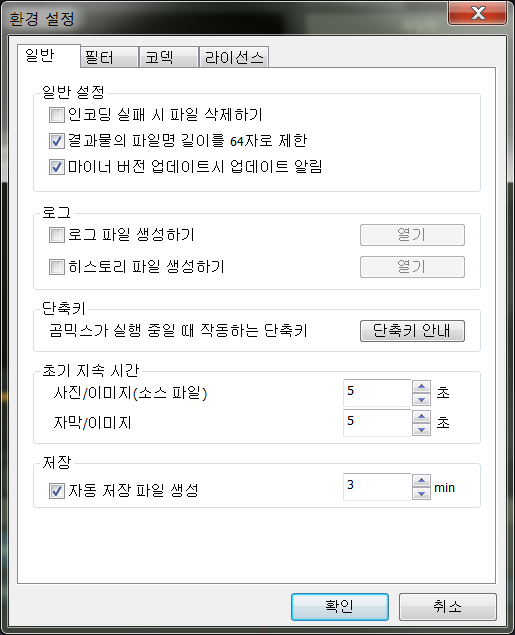 환경 설정
일반 필터 코덱 라이선스
일반 설정
인코딩 실패 시 파일 삭제하기
결과물의 파일명 길이를 64자로 제한
마이너 버전 업데이트시 업데이트 알림
로그
로그 파일 생성하기 열기
히스토리 파일 생성하기 열기
단축키
곰믹스가 실행 중일 때 작동하는 단축키 단축키 안내
초기 지속 시간
사진/이미지(소스 파일) 5 초
자막/이미지 5 초
저장
자동 저장 파일 생성 3 min
확인 취소